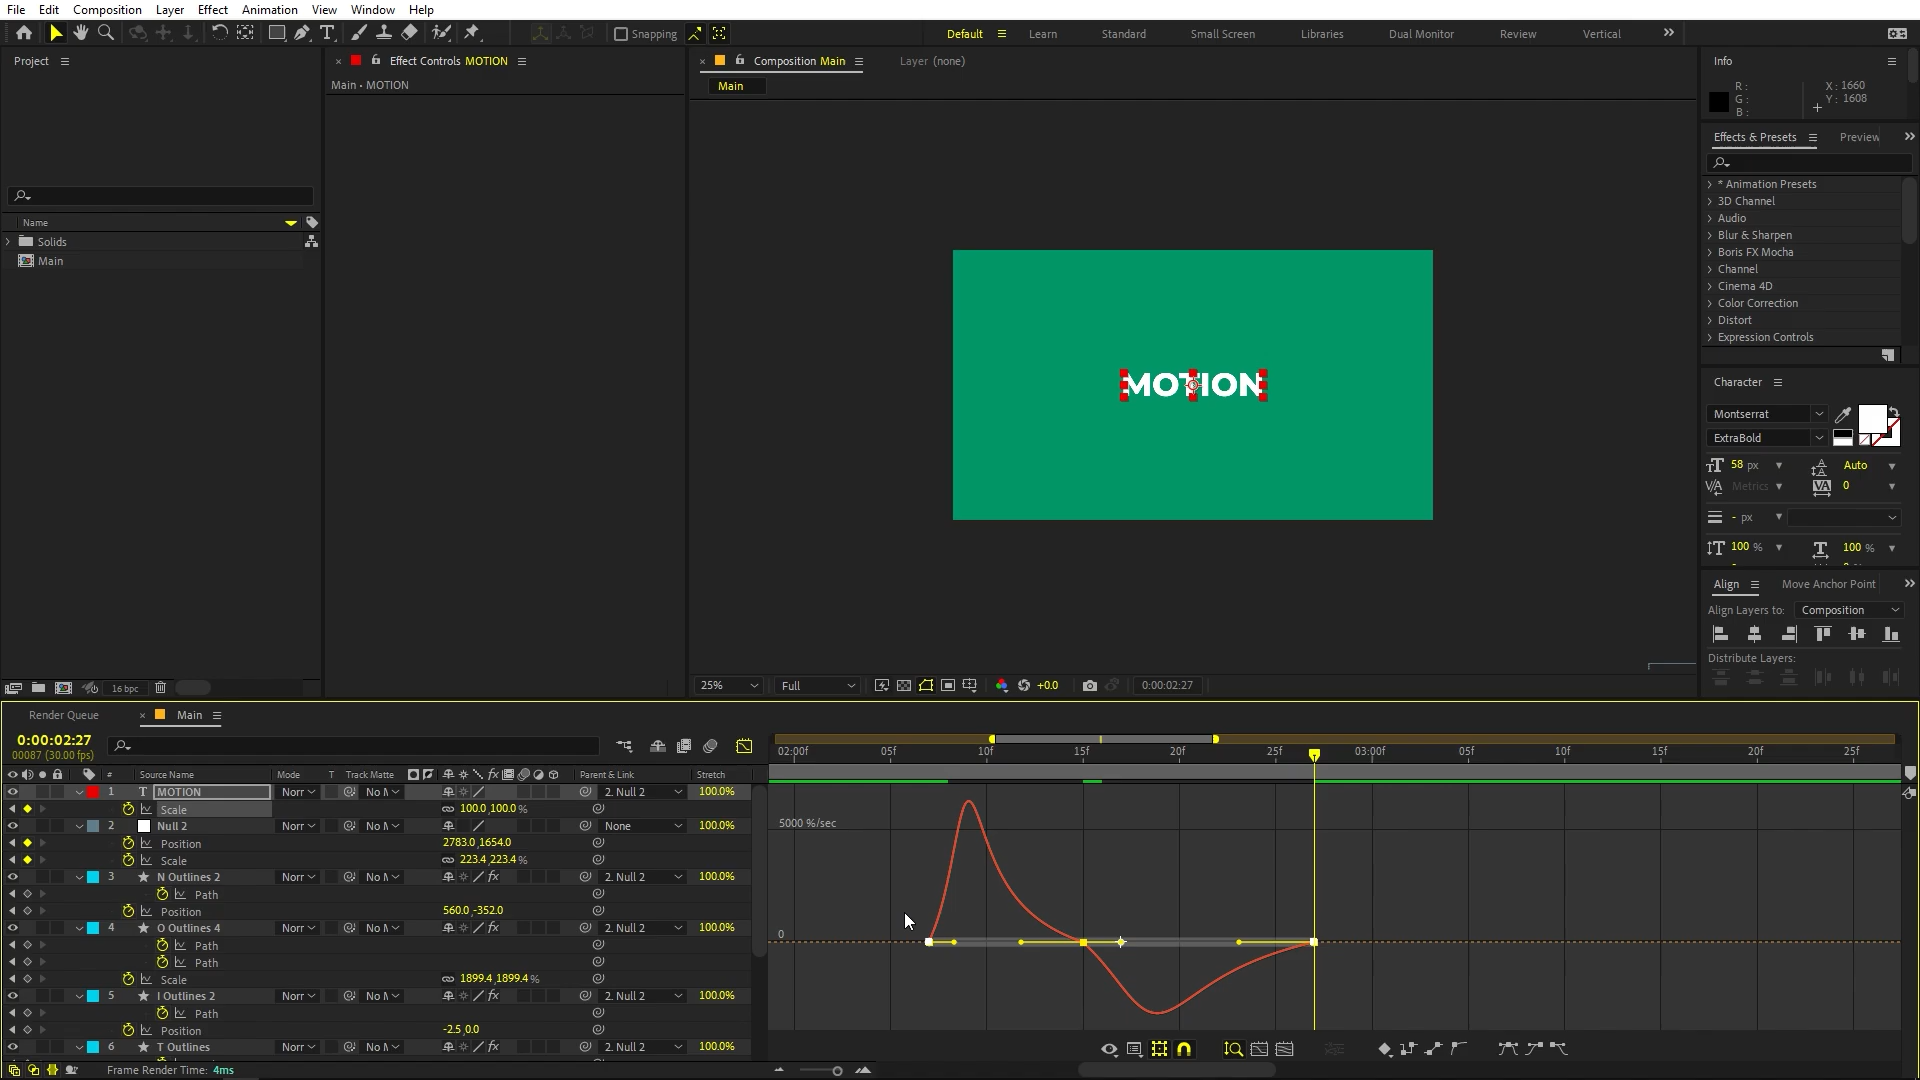 File Edit Composition Layer Effect Animation View Window Help
Snapping Default Learn Standard Small Screen Libraries Dual Monitor Review Vertical
Project
Name
Solids
Main
16 bpc
Effect Controls MOTION
Main • MOTION
Composition Main Layer (none)
Main
MOTION
25% Full +0.0 0:00:02:27
Info
R : X : 1660
G : Y : 1608
B :
Effects & Presets Preview
* Animation Presets
3D Channel
Audio
Blur & Sharpen
Boris FX Mocha
Channel
Cinema 4D
Color Correction
Distort
Expression Controls
Character
Montserrat
ExtraBold
58 px Auto
Metrics 0
- px
100 % 100 %
Align Move Anchor Point
Align Layers to: Composition
Distribute Layers:
Render Queue Main
0:00:02:27
00087 (30.00 fps)
# Source Name Mode T Track Matte Parent & Link Stretch
1 T MOTION Norr No M 2. Null 2 100.0%
Scale 100.0,100.0 %
2 Null 2 Norr No M None 100.0%
Position 2783.0,1654.0
Scale 223.4,223.4 %
3 N Outlines 2 Norr No M 2. Null 2 100.0%
Path
Position 560.0,-352.0
4 O Outlines 4 Norr No M 2. Null 2 100.0%
Path
Path
Scale 1899.4,1899.4 %
5 I Outlines 2 Norr No M 2. Null 2 100.0%
Path
Position -2.5,0.0
6 T Outlines Norr No M 2. Null 2 100.0%
Frame Render Time: 4ms
02:00f 05f 10f 15f 20f 25f 03:00f 05f 10f 15f 20f 25f
5000 %/sec
0